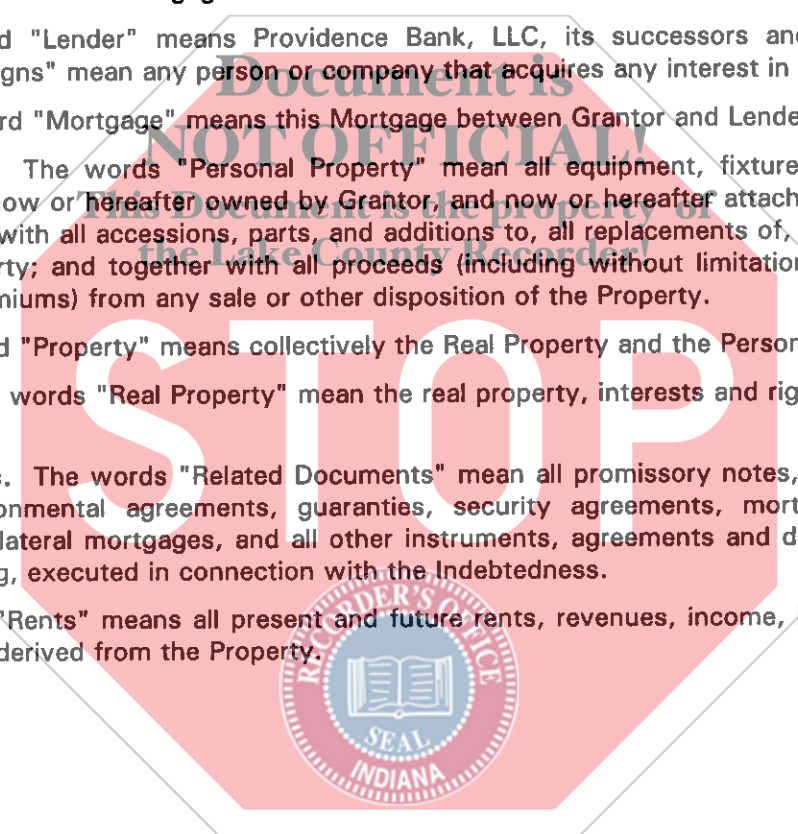 d "Lender" means Providence Bank, LLC, its successors and
igns" mean any person or company that acquires any interest in
Document is
rd "Mortgage" means this Mortgage between Grantor and Lende
NOT OFFICIAL!
The words "Personal Property" mean all equipment, fixture
ow or hereafter owned by Grantor, and now or hereafter attach
This Document is the property of
with all accessions, parts, and additions to, all replacements of,
the Lake County Recorder!
rty; and together with all proceeds (including without limitation
miums) from any sale or other disposition of the Property.
d "Property" means collectively the Real Property and the Person
words "Real Property" mean the real property, interests and rig
STOP
s. The words "Related Documents" mean all promissory notes,
onmental agreements, guaranties, security agreements, mort
lateral mortgages, and all other instruments, agreements and d
g, executed in connection with the Indebtedness.
"Rents" means all present and future rents, revenues, income,
derived from the Property.
RECORDER'S OFFICE
SEAL
INDIANA